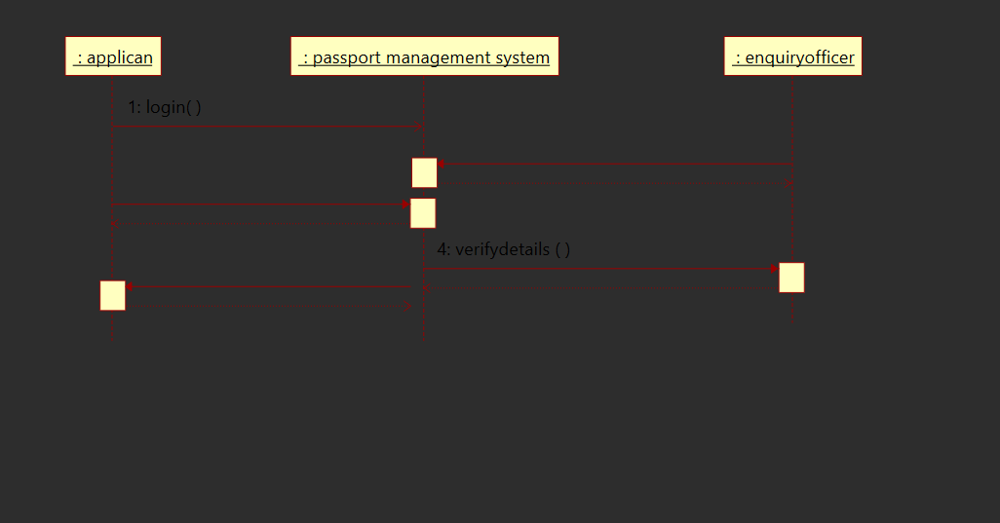 : applican
: passport management system
: enquiryofficer
1: login( )
4: verifydetails ( )